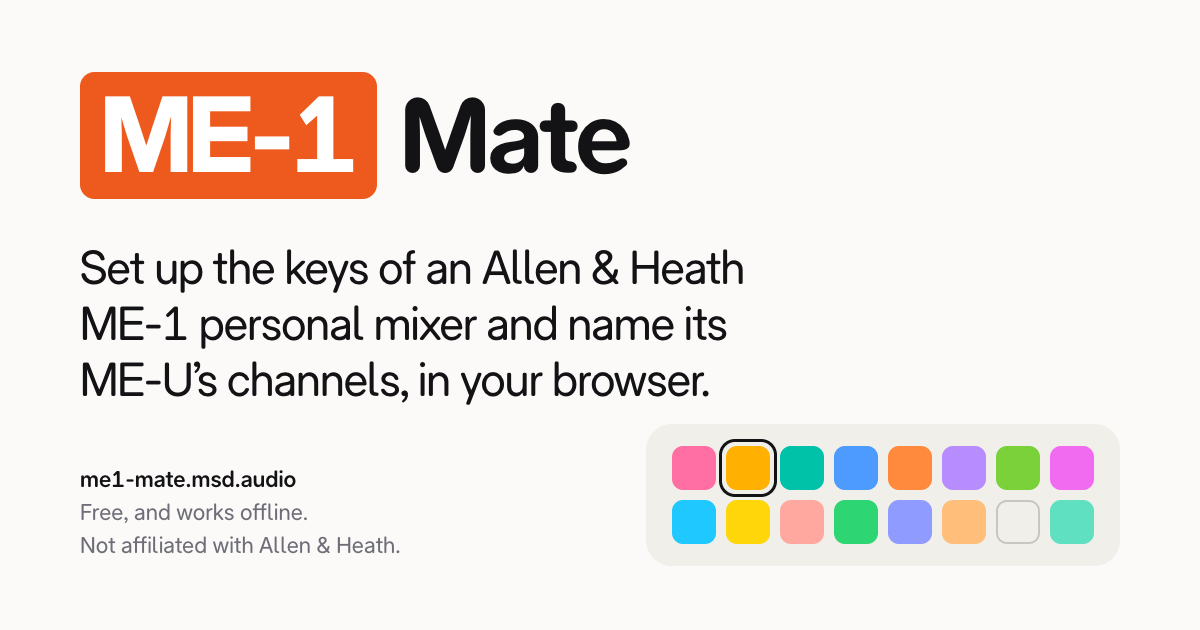 ME-1 Mate
Set up the keys of an Allen & Heath
ME-1 personal mixer and name its
ME-U’s channels, in your browser.
me1-mate.msd.audio
Free, and works offline.
Not affiliated with Allen & Heath.